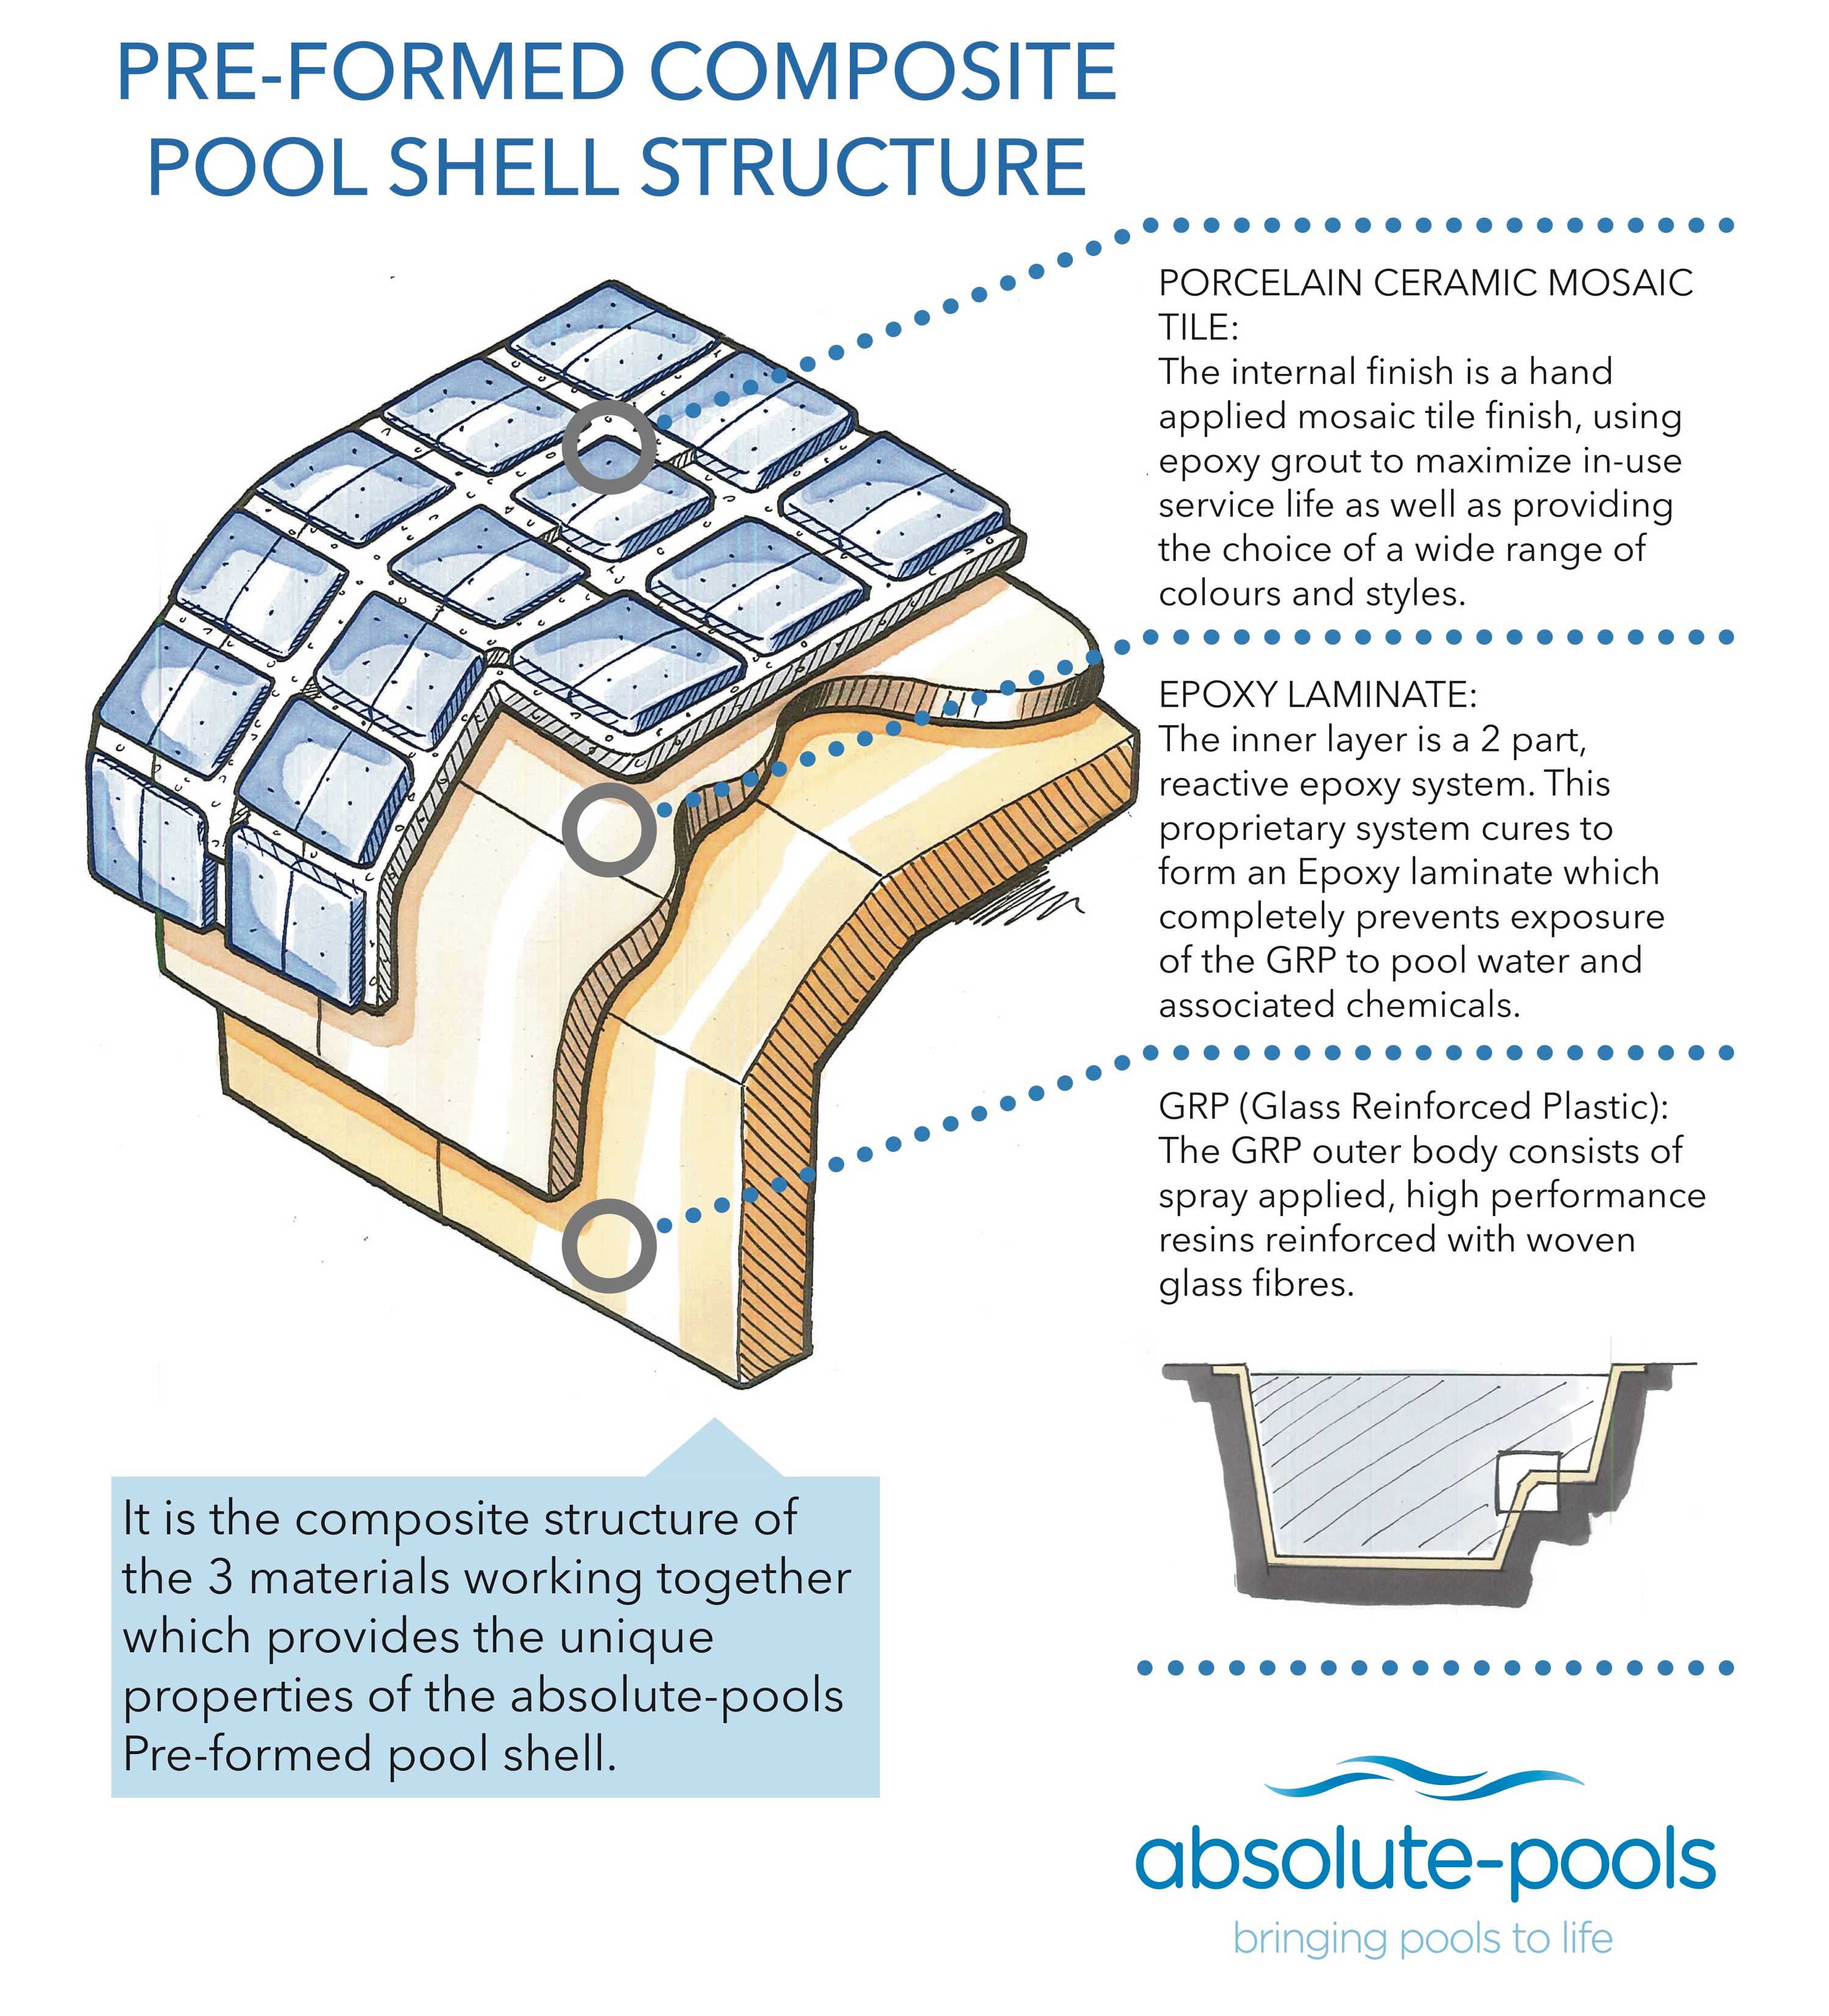 PRE-FORMED COMPOSITE
POOL SHELL STRUCTURE
PORCELAIN CERAMIC MOSAIC
TILE:
The internal finish is a hand
applied mosaic tile finish, using
epoxy grout to maximize in-use
service life as well as providing
the choice of a wide range of
colours and styles.
EPOXY LAMINATE:
The inner layer is a 2 part,
reactive epoxy system. This
proprietary system cures to
form an Epoxy laminate which
completely prevents exposure
of the GRP to pool water and
associated chemicals.
GRP (Glass Reinforced Plastic):
The GRP outer body consists of
spray applied, high performance
resins reinforced with woven
glass fibres.
It is the composite structure of
the 3 materials working together
which provides the unique
properties of the absolute-pools
Pre-formed pool shell.
absolute-pools
bringing pools to life